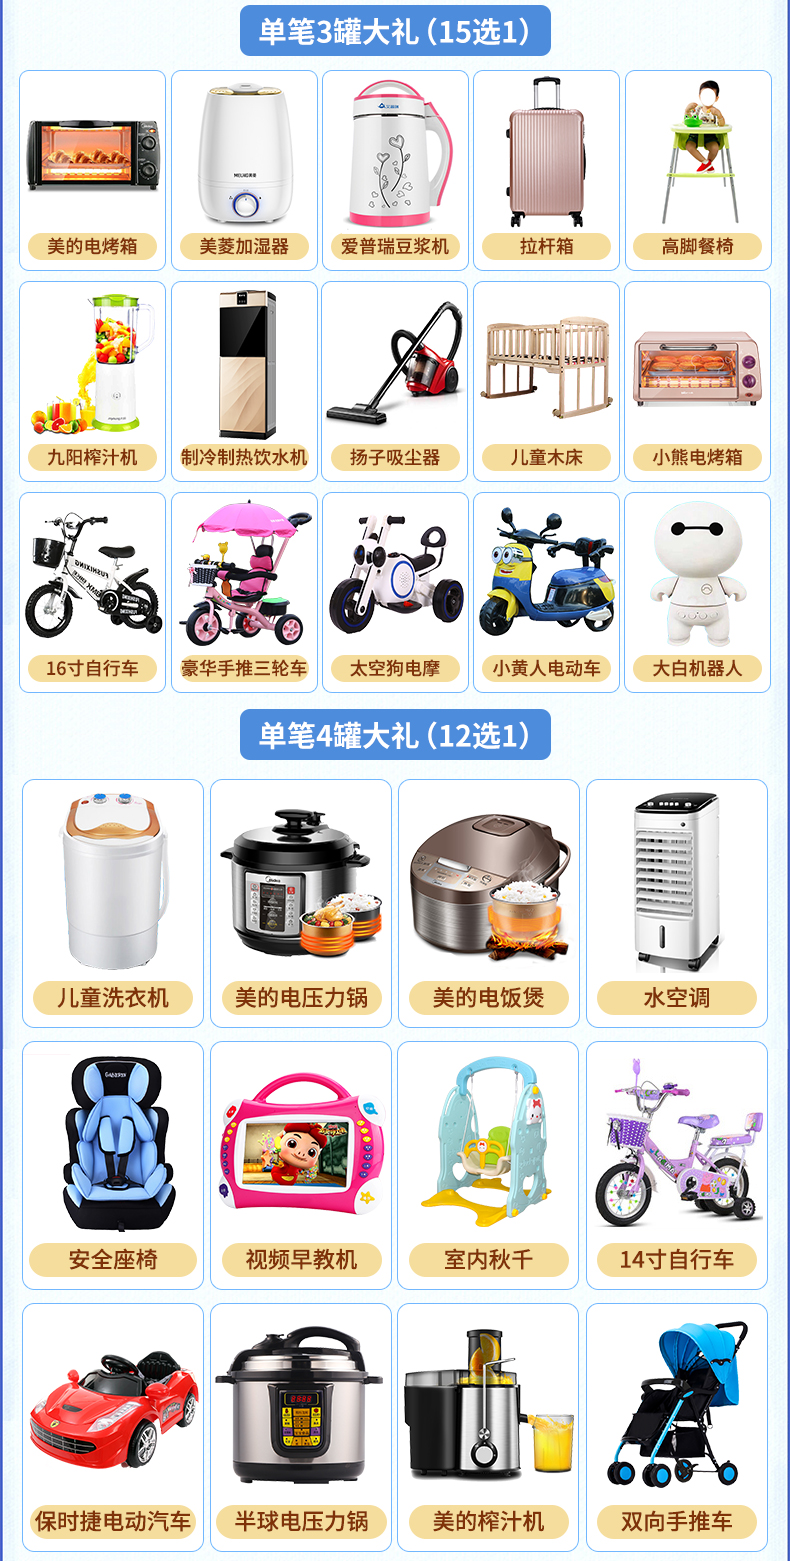 单笔3罐大礼（15选1）
美的电烤箱
美菱加湿器
爱普瑞豆浆机
拉杆箱
高脚餐椅
九阳榨汁机
制冷制热饮水机
扬子吸尘器
儿童木床
小熊电烤箱
16寸自行车
豪华手推三轮车
太空狗电摩
小黄人电动车
大白机器人
单笔4罐大礼（12选1）
儿童洗衣机
美的电压力锅
美的电饭煲
水空调
安全座椅
视频早教机
室内秋千
14寸自行车
保时捷电动汽车
半球电压力锅
美的榨汁机
双向手推车